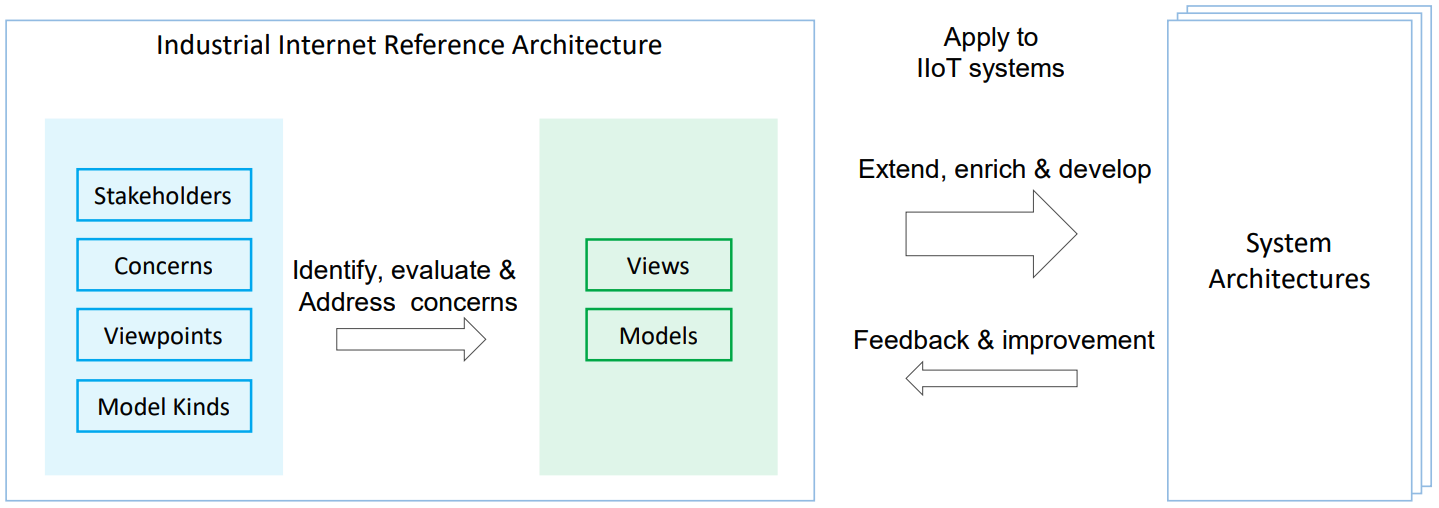 Industrial Internet Reference Architecture
Stakeholders
Concerns
Viewpoints
Model Kinds
Identify, evaluate &
Address concerns
Views
Models
Apply to
IIoT systems
Extend, enrich & develop
Feedback & improvement
System
Architectures